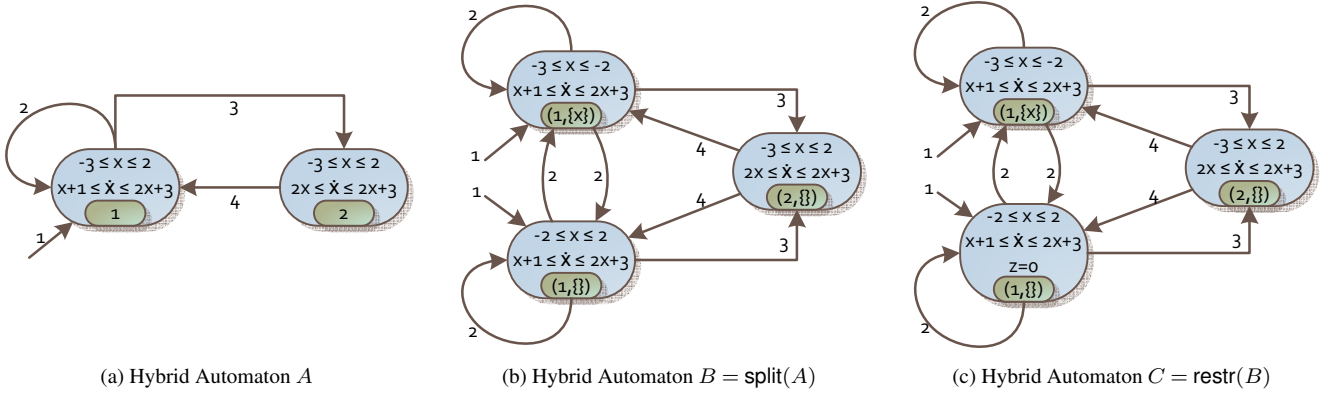 2
-3 ≤ x ≤ 2
x+1 ≤ ẋ ≤ 2x+3
1
1
3
-3 ≤ x ≤ 2
2x ≤ ẋ ≤ 2x+3
2
4
(a) Hybrid Automaton A
2
-3 ≤ x ≤ -2
x+1 ≤ ẋ ≤ 2x+3
(1,{x})
1
3
4
-3 ≤ x ≤ 2
2x ≤ ẋ ≤ 2x+3
(2,{})
1
2
2
4
-2 ≤ x ≤ 2
x+1 ≤ ẋ ≤ 2x+3
(1,{})
3
2
(b) Hybrid Automaton B = split(A)
2
-3 ≤ x ≤ -2
x+1 ≤ ẋ ≤ 2x+3
(1,{x})
1
3
4
-3 ≤ x ≤ 2
2x ≤ ẋ ≤ 2x+3
(2,{})
1
2
2
4
-2 ≤ x ≤ 2
x+1 ≤ ẋ ≤ 2x+3
z=0
(1,{})
3
2
(c) Hybrid Automaton C = restr(B)